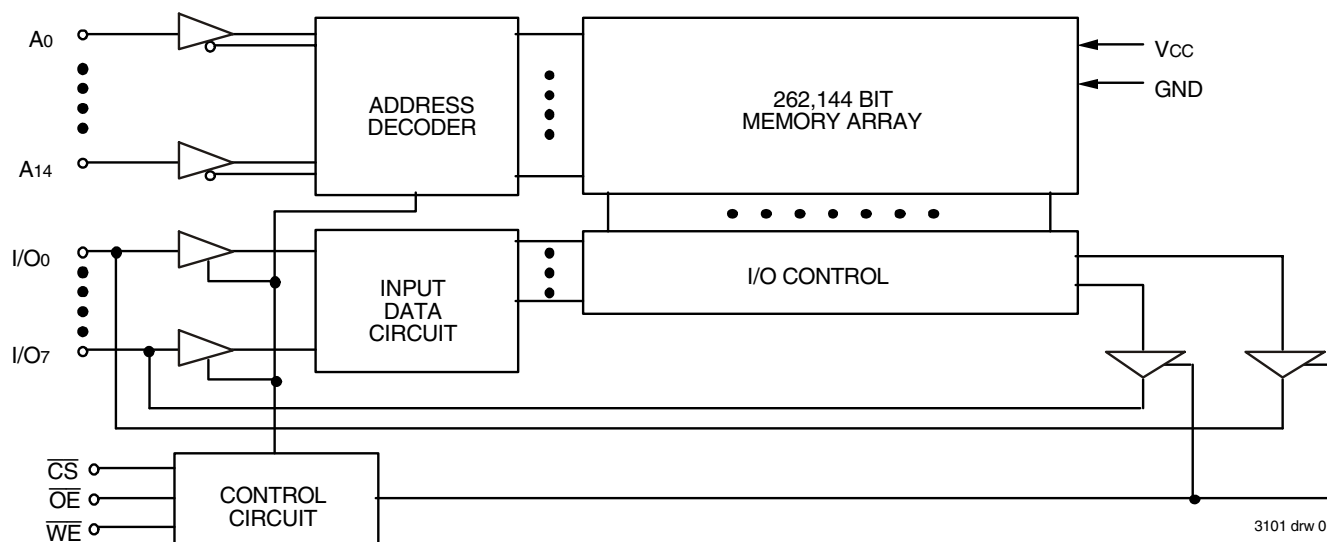 A0
VCC
GND
ADDRESS
DECODER
262,144 BIT
MEMORY ARRAY
A14
I/O0
INPUT
DATA
CIRCUIT
I/O CONTROL
I/O7
CS
OE
WE
CONTROL
CIRCUIT
3101 drw 0